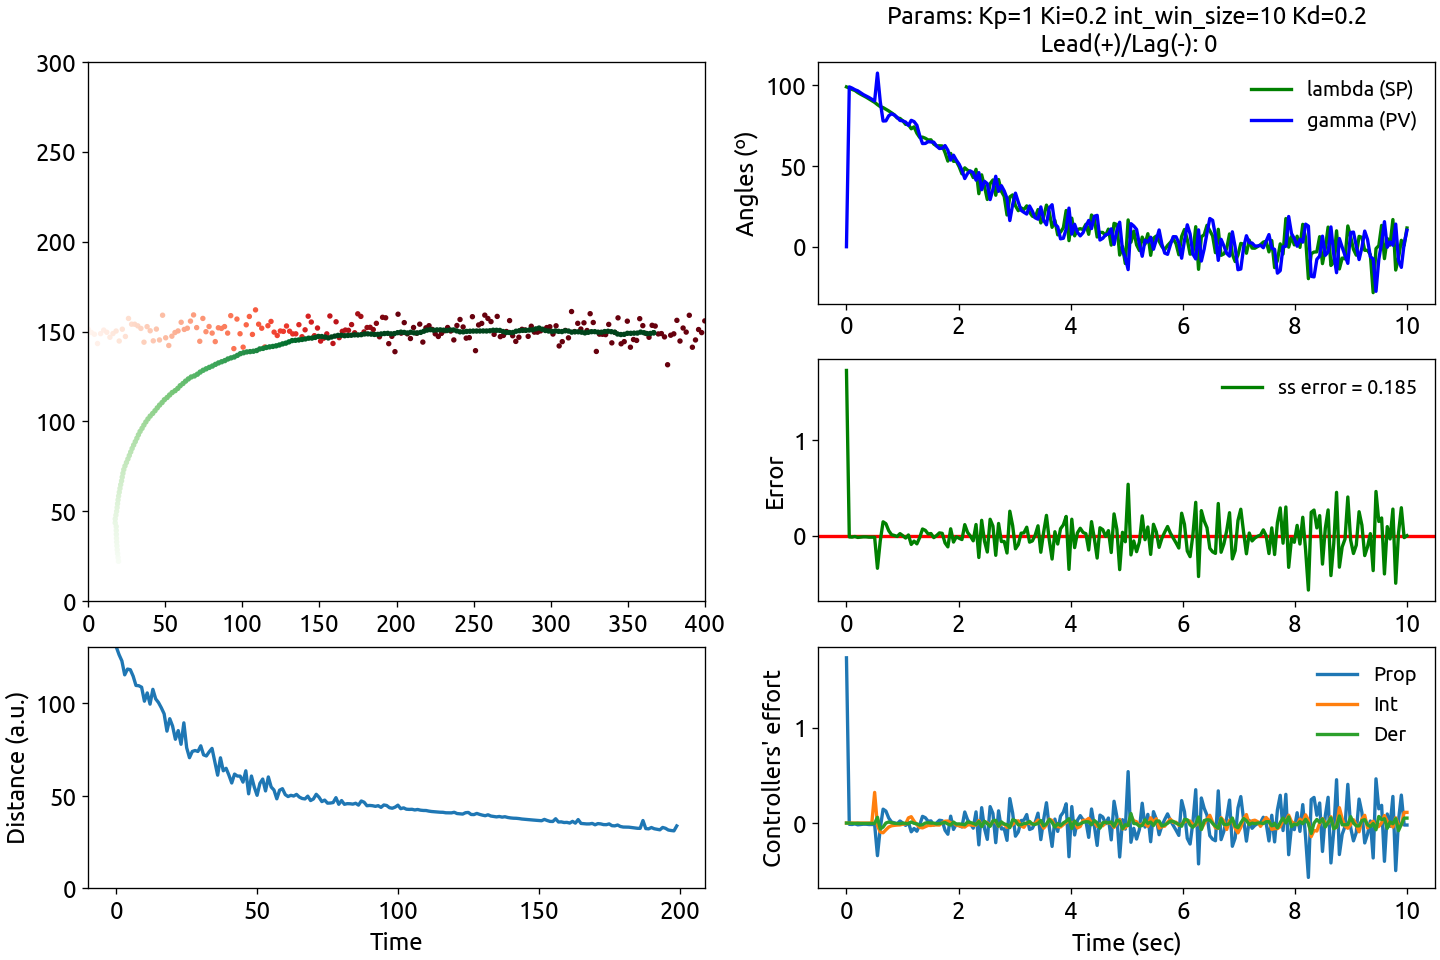 Params: Kp=1 Ki=0.2 int_win_size=10 Kd=0.2
Lead(+)/Lag(-): 0
300
250
200
150
100
50
0
0 50 100 150 200 250 300 350 400
Angles (º)
100
50
0
lambda (SP)
gamma (PV)
0 2 4 6 8 10
Error
1
0
ss error = 0.185
0 2 4 6 8 10
Distance (a.u.)
100
50
0
0 50 100 150 200
Time
Controllers' effort
1
0
Prop
Int
Der
0 2 4 6 8 10
Time (sec)